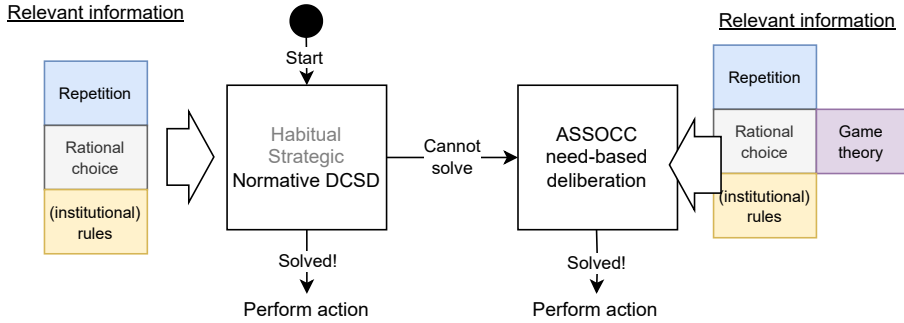 Relevant information
Repetition
Rational
choice
(institutional)
rules
Start
Habitual
Strategic
Normative DCSD
Solved!
Perform action
Cannot
solve
ASSOCC
need-based
deliberation
Solved!
Perform action
Relevant information
Repetition
Rational
choice
Game
theory
(institutional)
rules